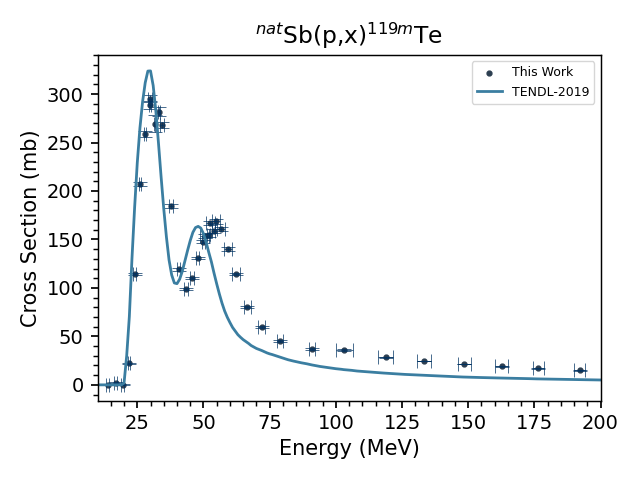 natSb(p,x)119mTe
This Work
TENDL-2019
Cross Section (mb)
300
250
200
150
100
50
0
25 50 75 100 125 150 175 200
Energy (MeV)